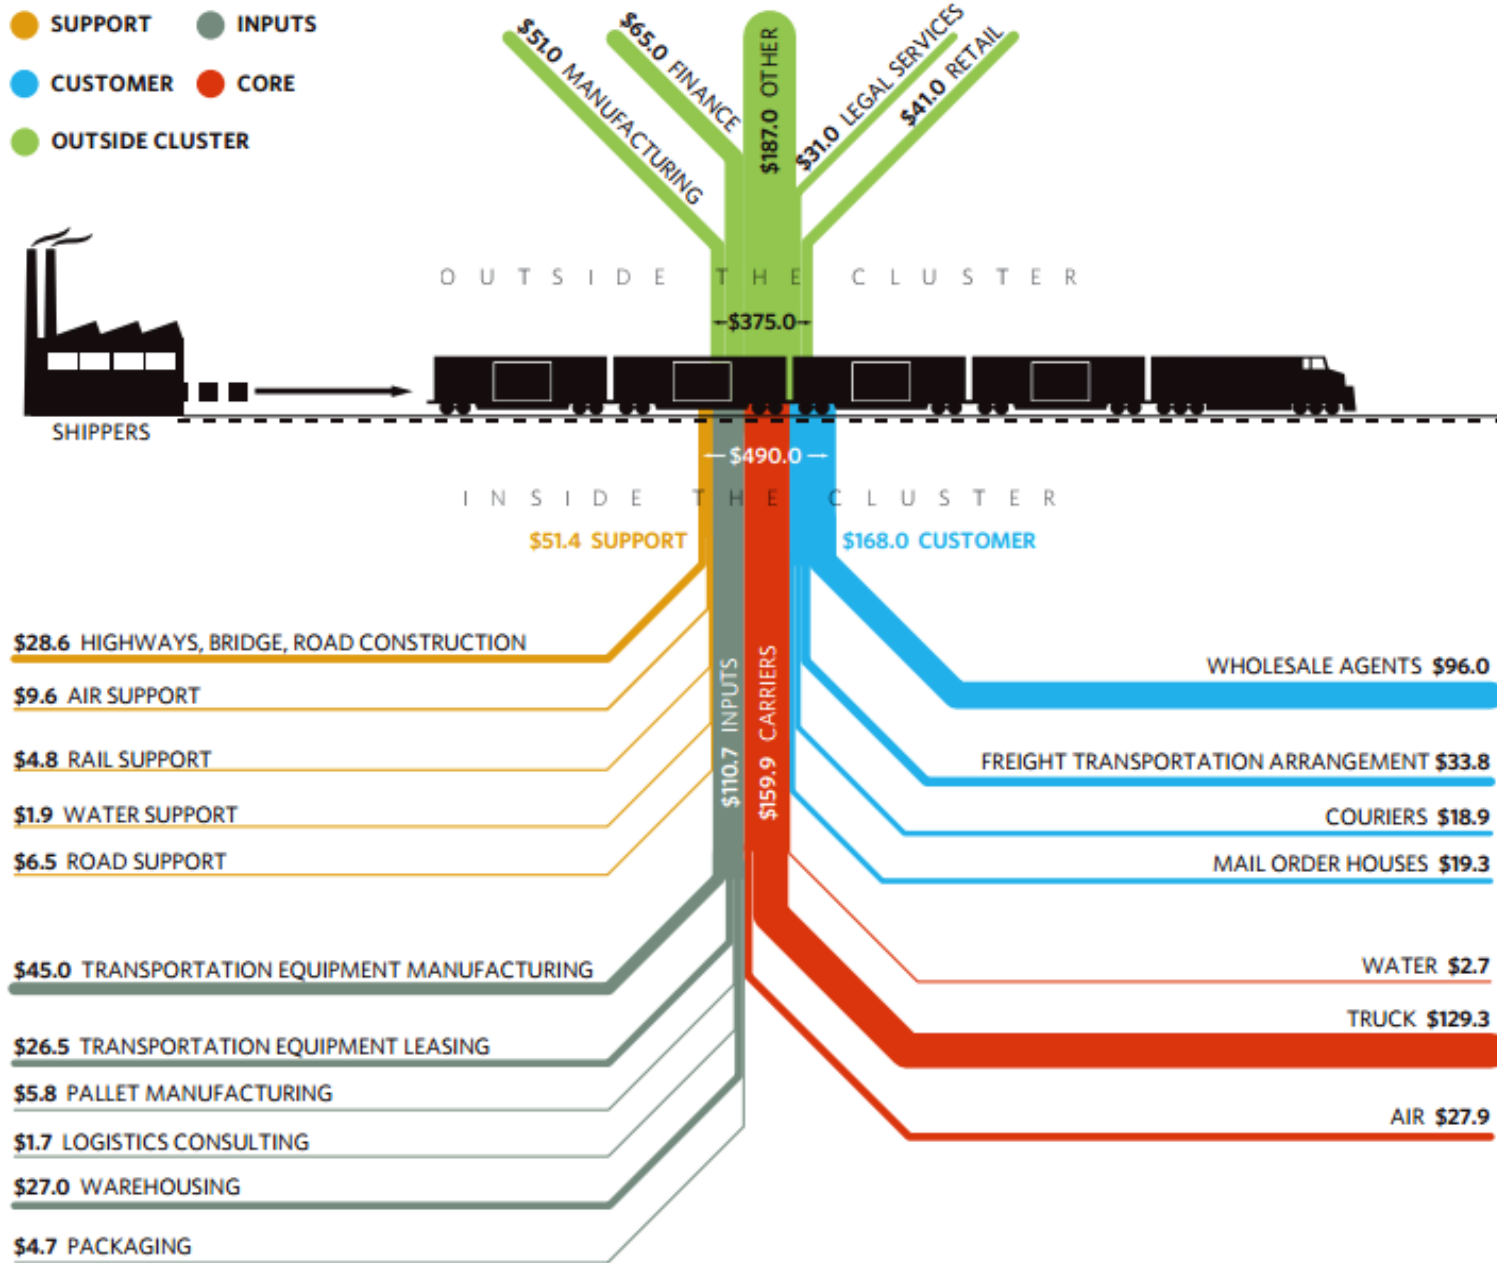 SUPPORT
INPUTS
CUSTOMER
CORE
OUTSIDE CLUSTER
$51.0 MANUFACTURING
$65.0 FINANCE
$187.0 OTHER
$31.0 LEGAL SERVICES
$41.0 RETAIL
OUTSIDE THE CLUSTER
$375.0
SHIPPERS
$490.0
INSIDE THE CLUSTER
$51.4 SUPPORT
$168.0 CUSTOMER
$110.7 INPUTS
$159.9 CARRIERS
$28.6 HIGHWAYS, BRIDGE, ROAD CONSTRUCTION
$9.6 AIR SUPPORT
$4.8 RAIL SUPPORT
$1.9 WATER SUPPORT
$6.5 ROAD SUPPORT
$45.0 TRANSPORTATION EQUIPMENT MANUFACTURING
$26.5 TRANSPORTATION EQUIPMENT LEASING
$5.8 PALLET MANUFACTURING
$1.7 LOGISTICS CONSULTING
$27.0 WAREHOUSING
$4.7 PACKAGING
WHOLESALE AGENTS $96.0
FREIGHT TRANSPORTATION ARRANGEMENT $33.8
COURIERS $18.9
MAIL ORDER HOUSES $19.3
WATER $2.7
TRUCK $129.3
AIR $27.9